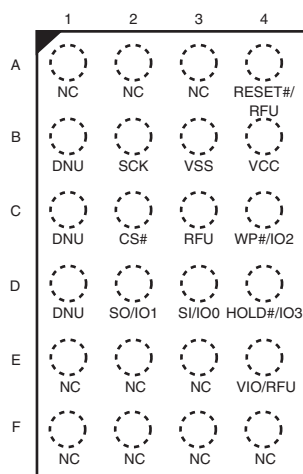 1 2 3 4
A
NC NC NC RESET#/
RFU
B
DNU SCK VSS VCC
C
DNU CS# RFU WP#/IO2
D
DNU SO/IO1 SI/IO0 HOLD#/IO3
E
NC NC NC VIO/RFU
F
NC NC NC NC